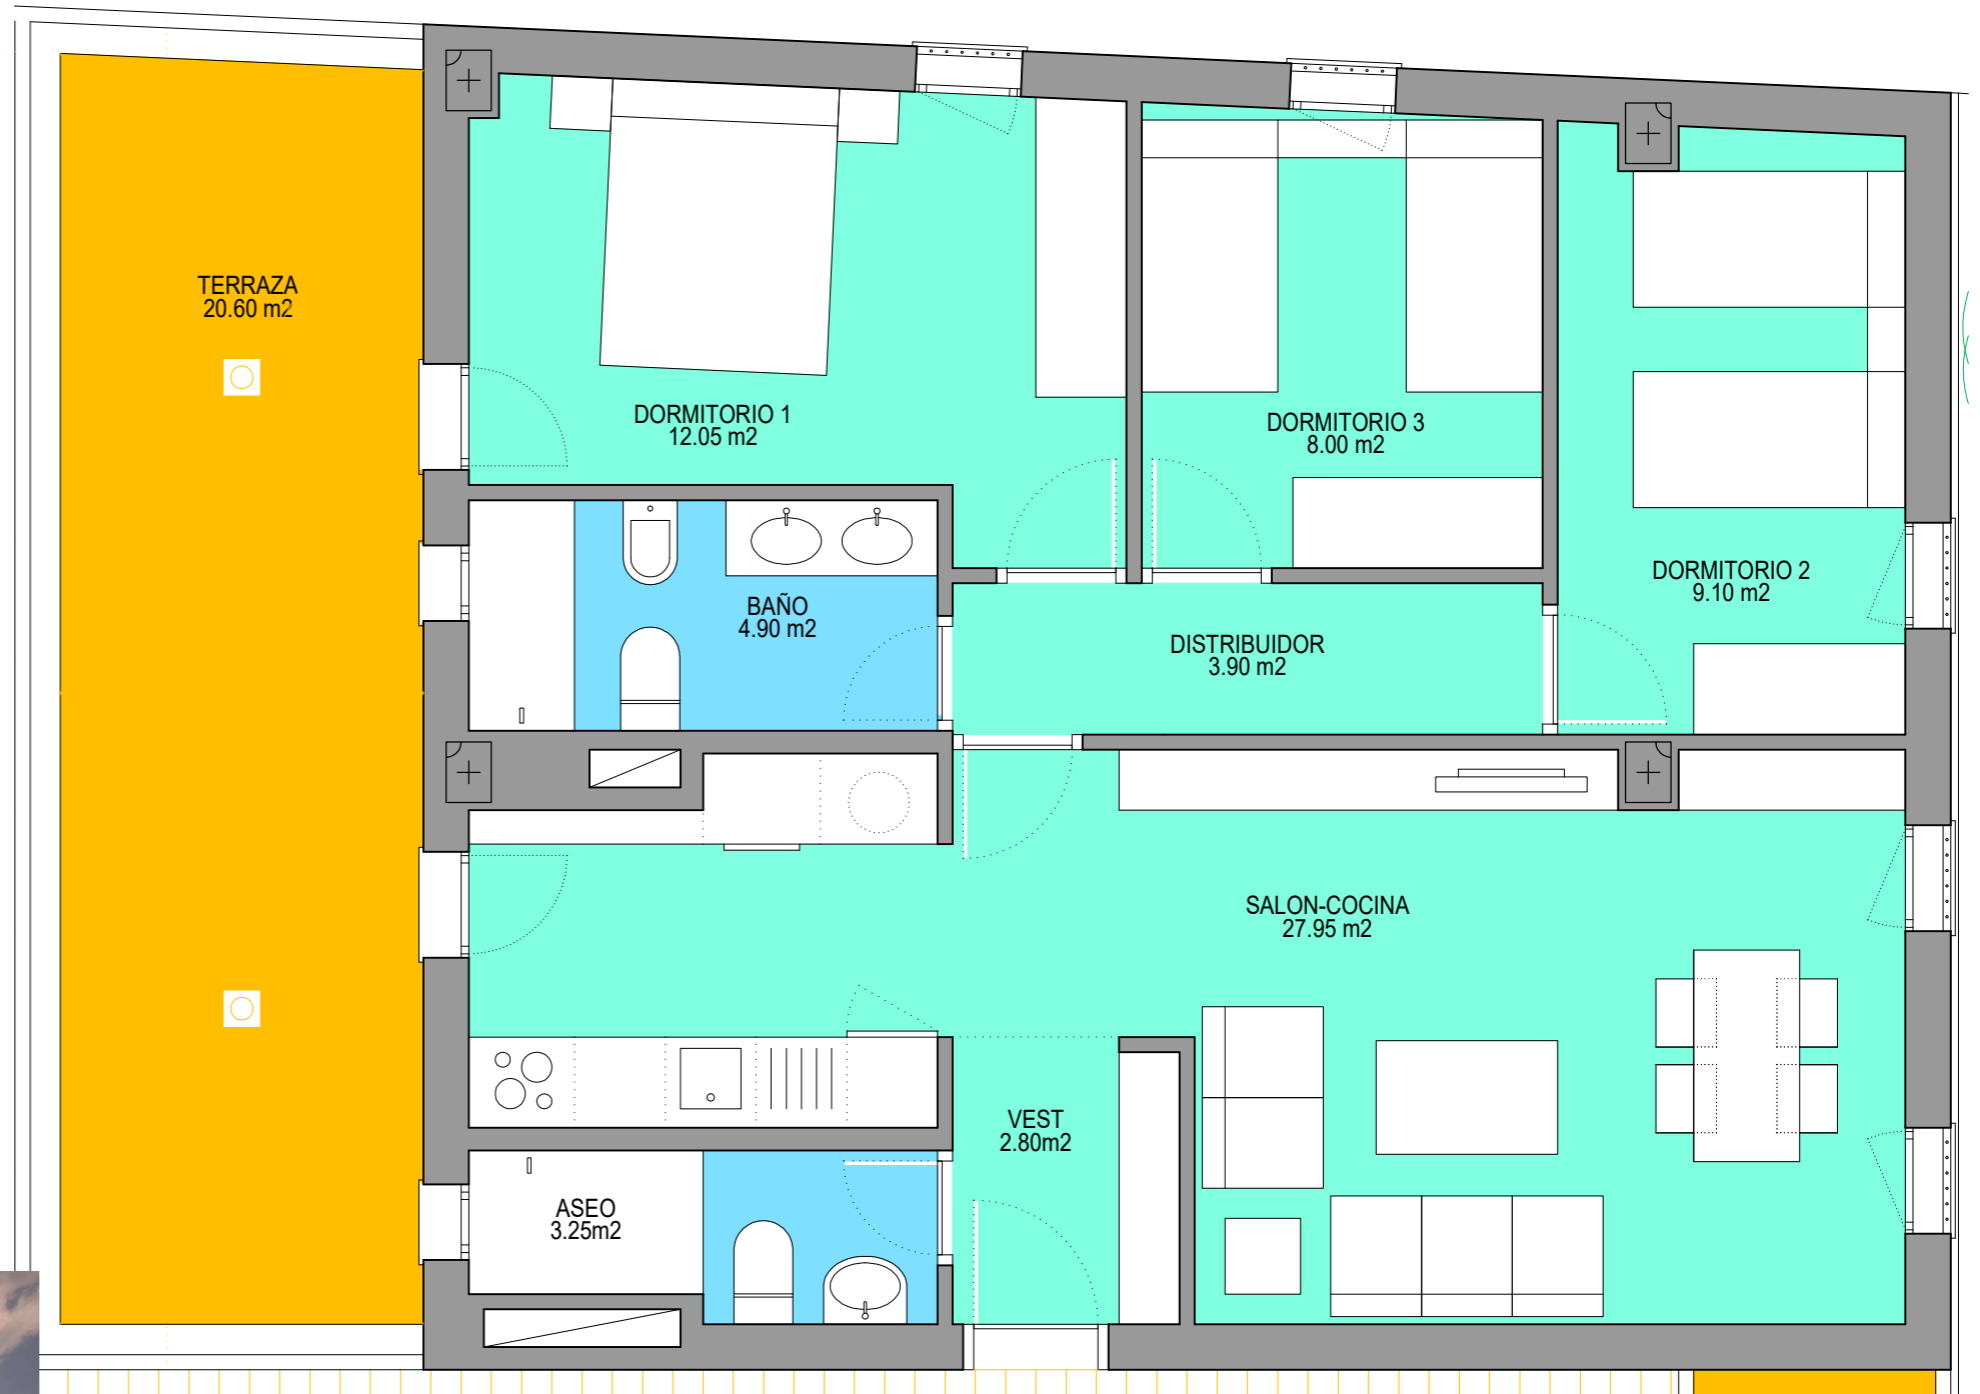 TERRAZA
20.60 m2
DORMITORIO 1
12.05 m2
DORMITORIO 3
8.00 m2
DORMITORIO 2
9.10 m2
BAÑO
4.90 m2
DISTRIBUIDOR
3.90 m2
SALON-COCINA
27.95 m2
VEST
2.80m2
ASEO
3.25m2